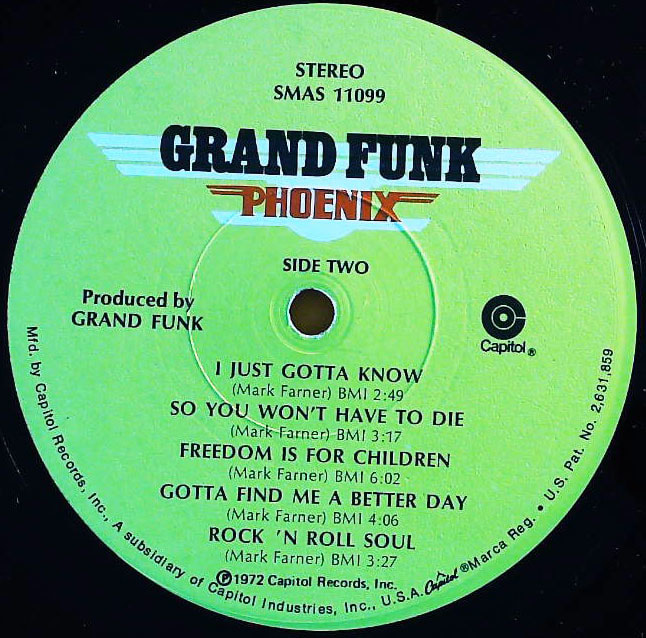 STEREO
SMAS 11099
GRAND FUNK
PHOENIX
SIDE TWO
Produced by
GRAND FUNK
Capitol®
I JUST GOTTA KNOW
(Mark Farner) BMI 2:49
SO YOU WON'T HAVE TO DIE
(Mark Farner) BMI 3:17
FREEDOM IS FOR CHILDREN
(Mark Farner) BMI 6:02
GOTTA FIND ME A BETTER DAY
(Mark Farner) BMI 4:06
ROCK 'N ROLL SOUL
(Mark Farner) BMI 3:27
℗1972 Capitol Records, Inc.
Mfd. by Capitol Records, Inc., A subsidiary of Capitol Industries, Inc., U.S.A. Capitol ®Marca Reg. • U.S. Pat. No. 2,631,859